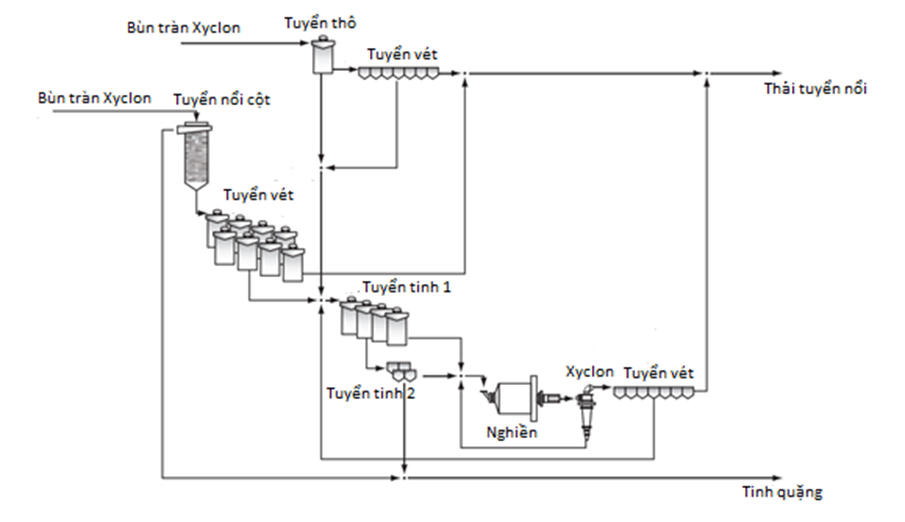 Bùn tràn Xyclon
Tuyển thô
Tuyển vét
Thải tuyển nổi
Bùn tràn Xyclon
Tuyển nổi cột
Tuyển vét
Tuyển tinh 1
Tuyển tinh 2
Xyclon
Tuyển vét
Nghiền
Tinh quặng